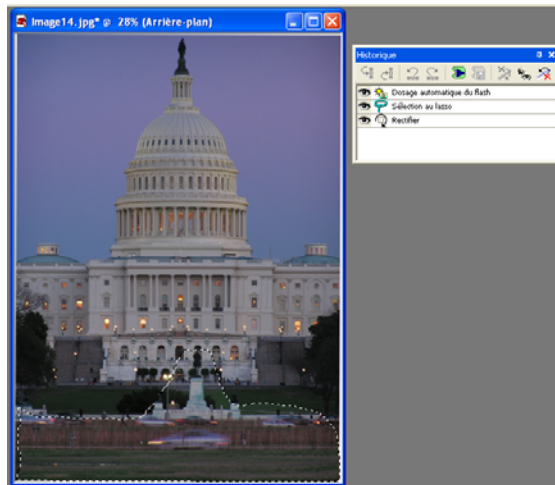 Image14.jpg* @ 28% (Arrière-plan)
Historique
Dosage automatique du flash
Sélection au lasso
Rectifier